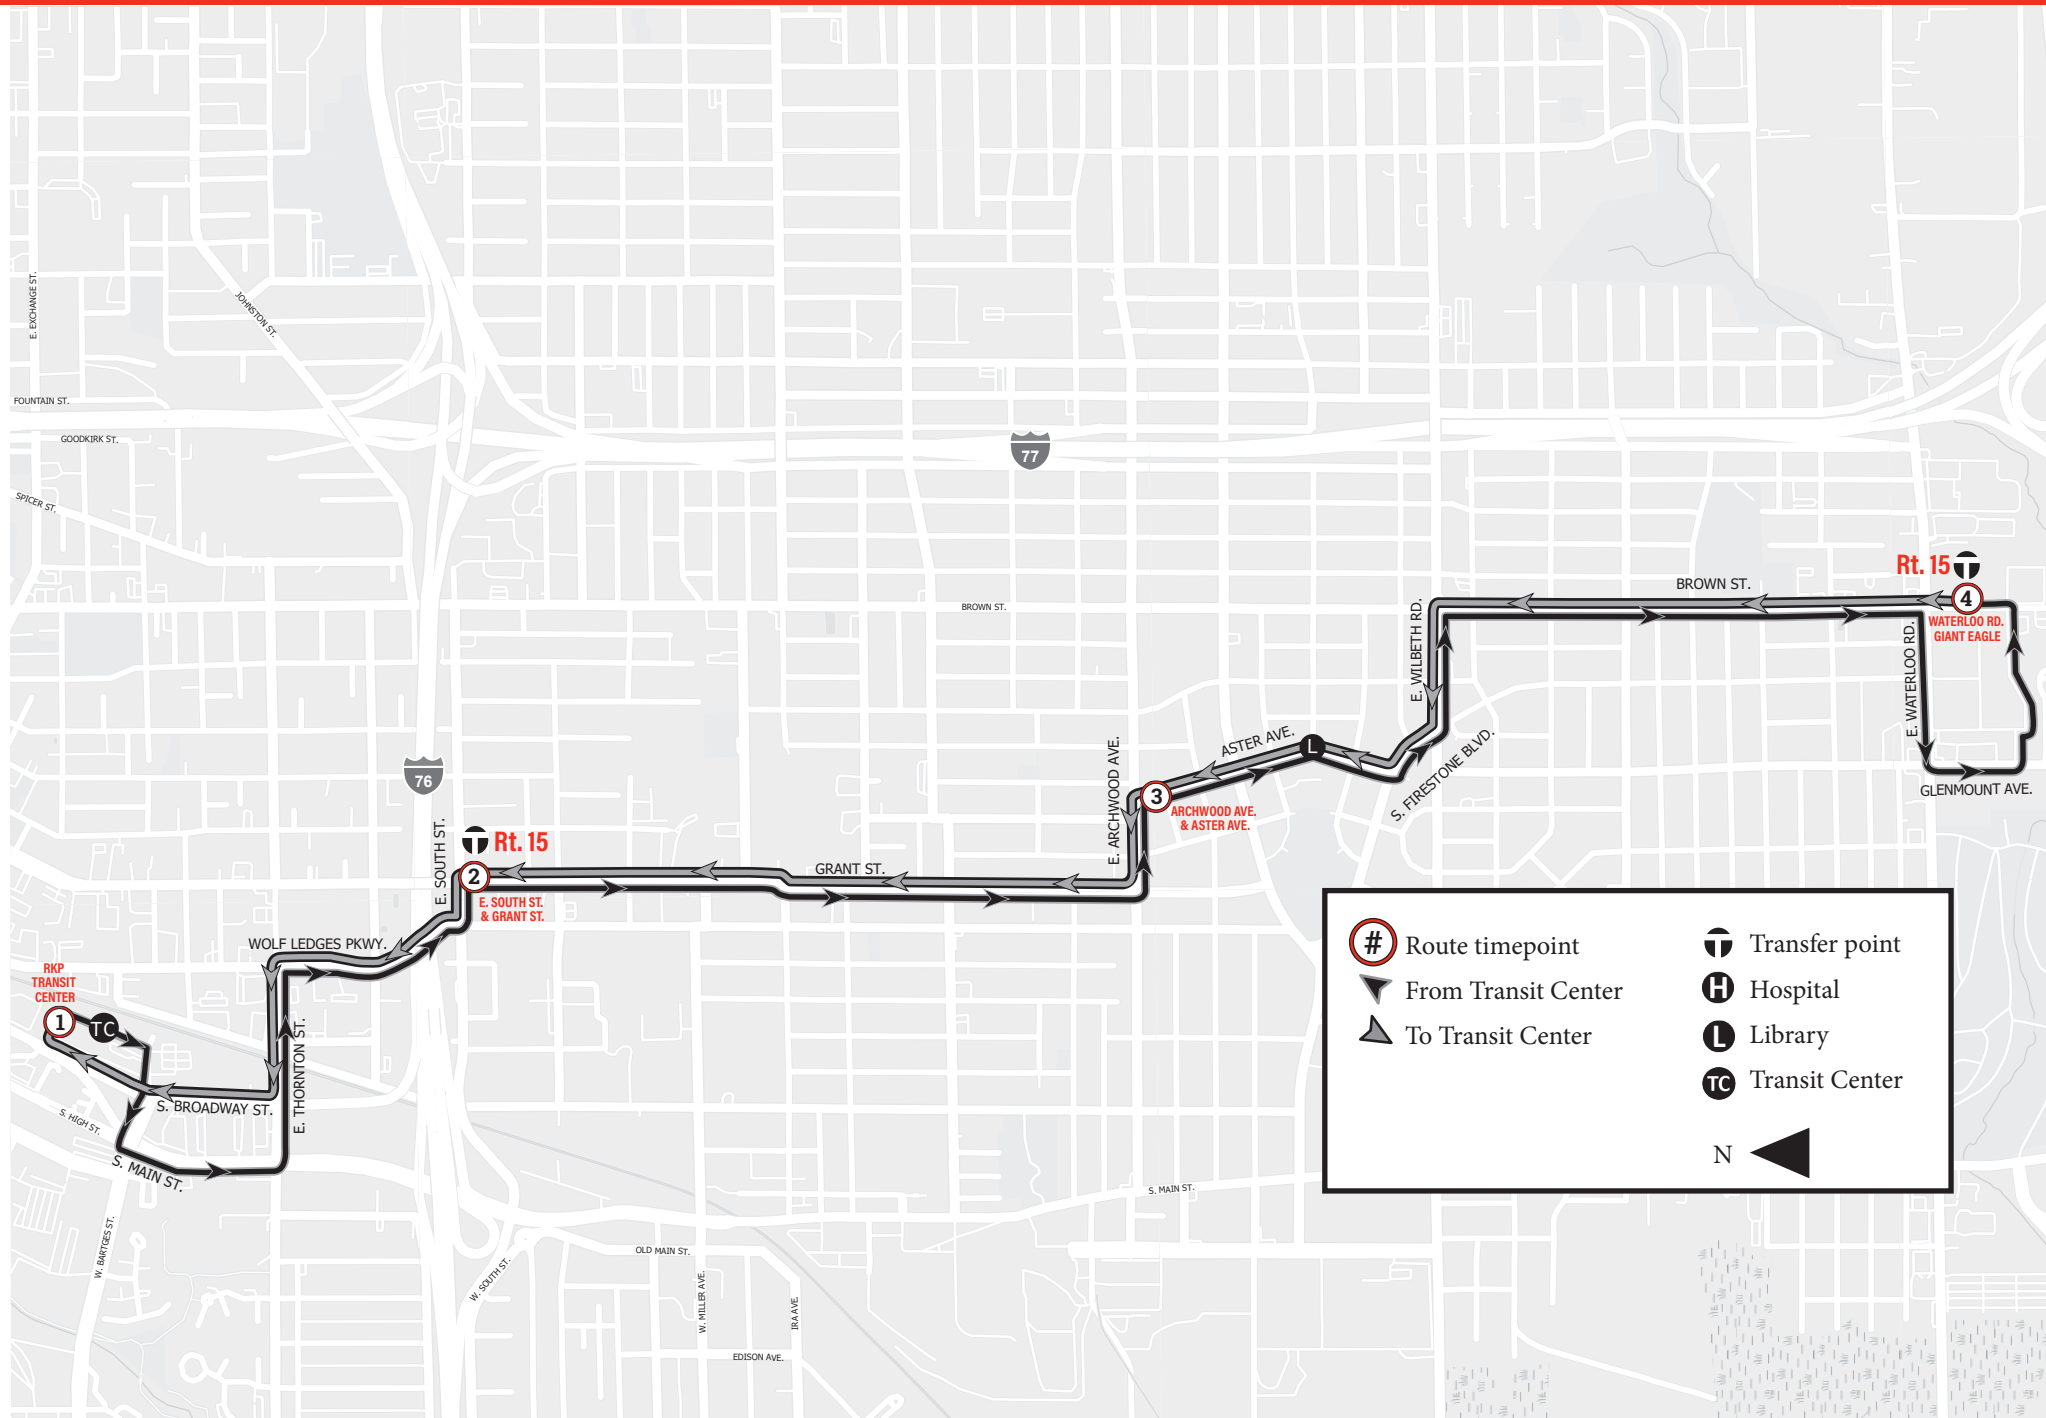 E. EXCHANGE ST.
JOHNSTON ST.
FOUNTAIN ST.
GOODKIRK ST.
SPICER ST.
77
BROWN ST.
BROWN ST.
Rt. 15
T
4
WATERLOO RD.
GIANT EAGLE
E. WILBETH RD.
E. WATERLOO RD.
GLENMOUNT AVE.
S. FIRESTONE BLVD.
ASTER AVE.
L
E. ARCHWOOD AVE.
3
ARCHWOOD AVE.
& ASTER AVE.
76
E. SOUTH ST.
T
Rt. 15
2
E. SOUTH ST.
& GRANT ST.
GRANT ST.
WOLF LEDGES PKWY.
RKP
TRANSIT
CENTER
1
TC
E. THORNTON ST.
S. BROADWAY ST.
S. HIGH ST.
S. MAIN ST.
W. BARTGES ST.
S. MAIN ST.
OLD MAIN ST.
W. SOUTH ST.
W. MILLER AVE.
IRA AVE.
EDISON AVE.
# Route timepoint
From Transit Center
To Transit Center
T Transfer point
H Hospital
L Library
TC Transit Center
N